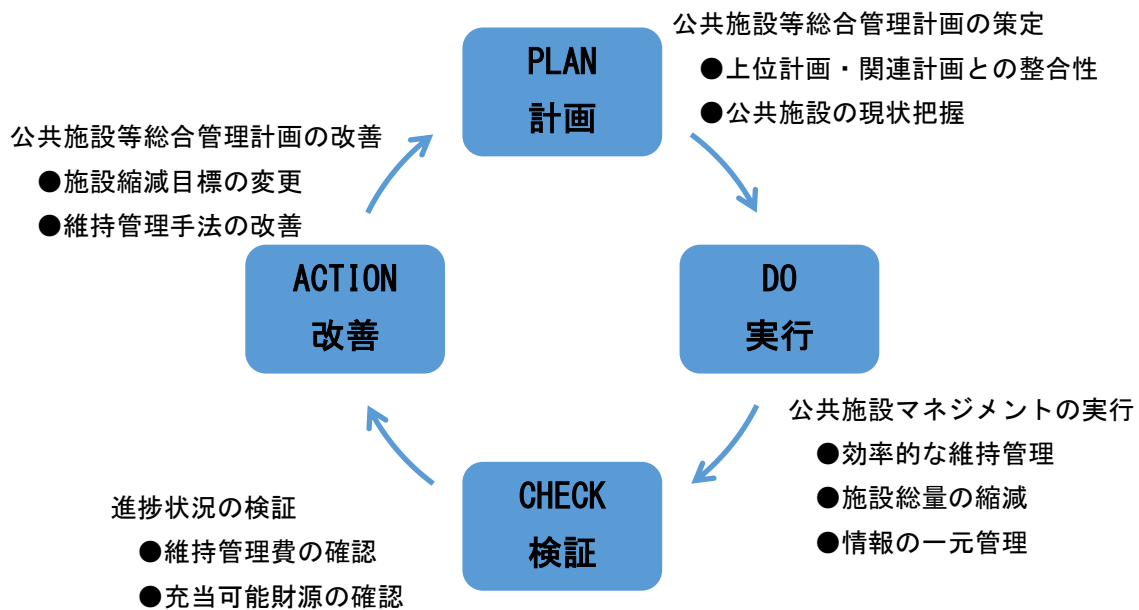 PLAN
計画
公共施設等総合管理計画の策定
●上位計画・関連計画との整合性
●公共施設の現状把握
DO
実行
公共施設マネジメントの実行
●効率的な維持管理
●施設総量の縮減
●情報の一元管理
CHECK
検証
進捗状況の検証
●維持管理費の確認
●充当可能財源の確認
ACTION
改善
公共施設等総合管理計画の改善
●施設縮減目標の変更
●維持管理手法の改善